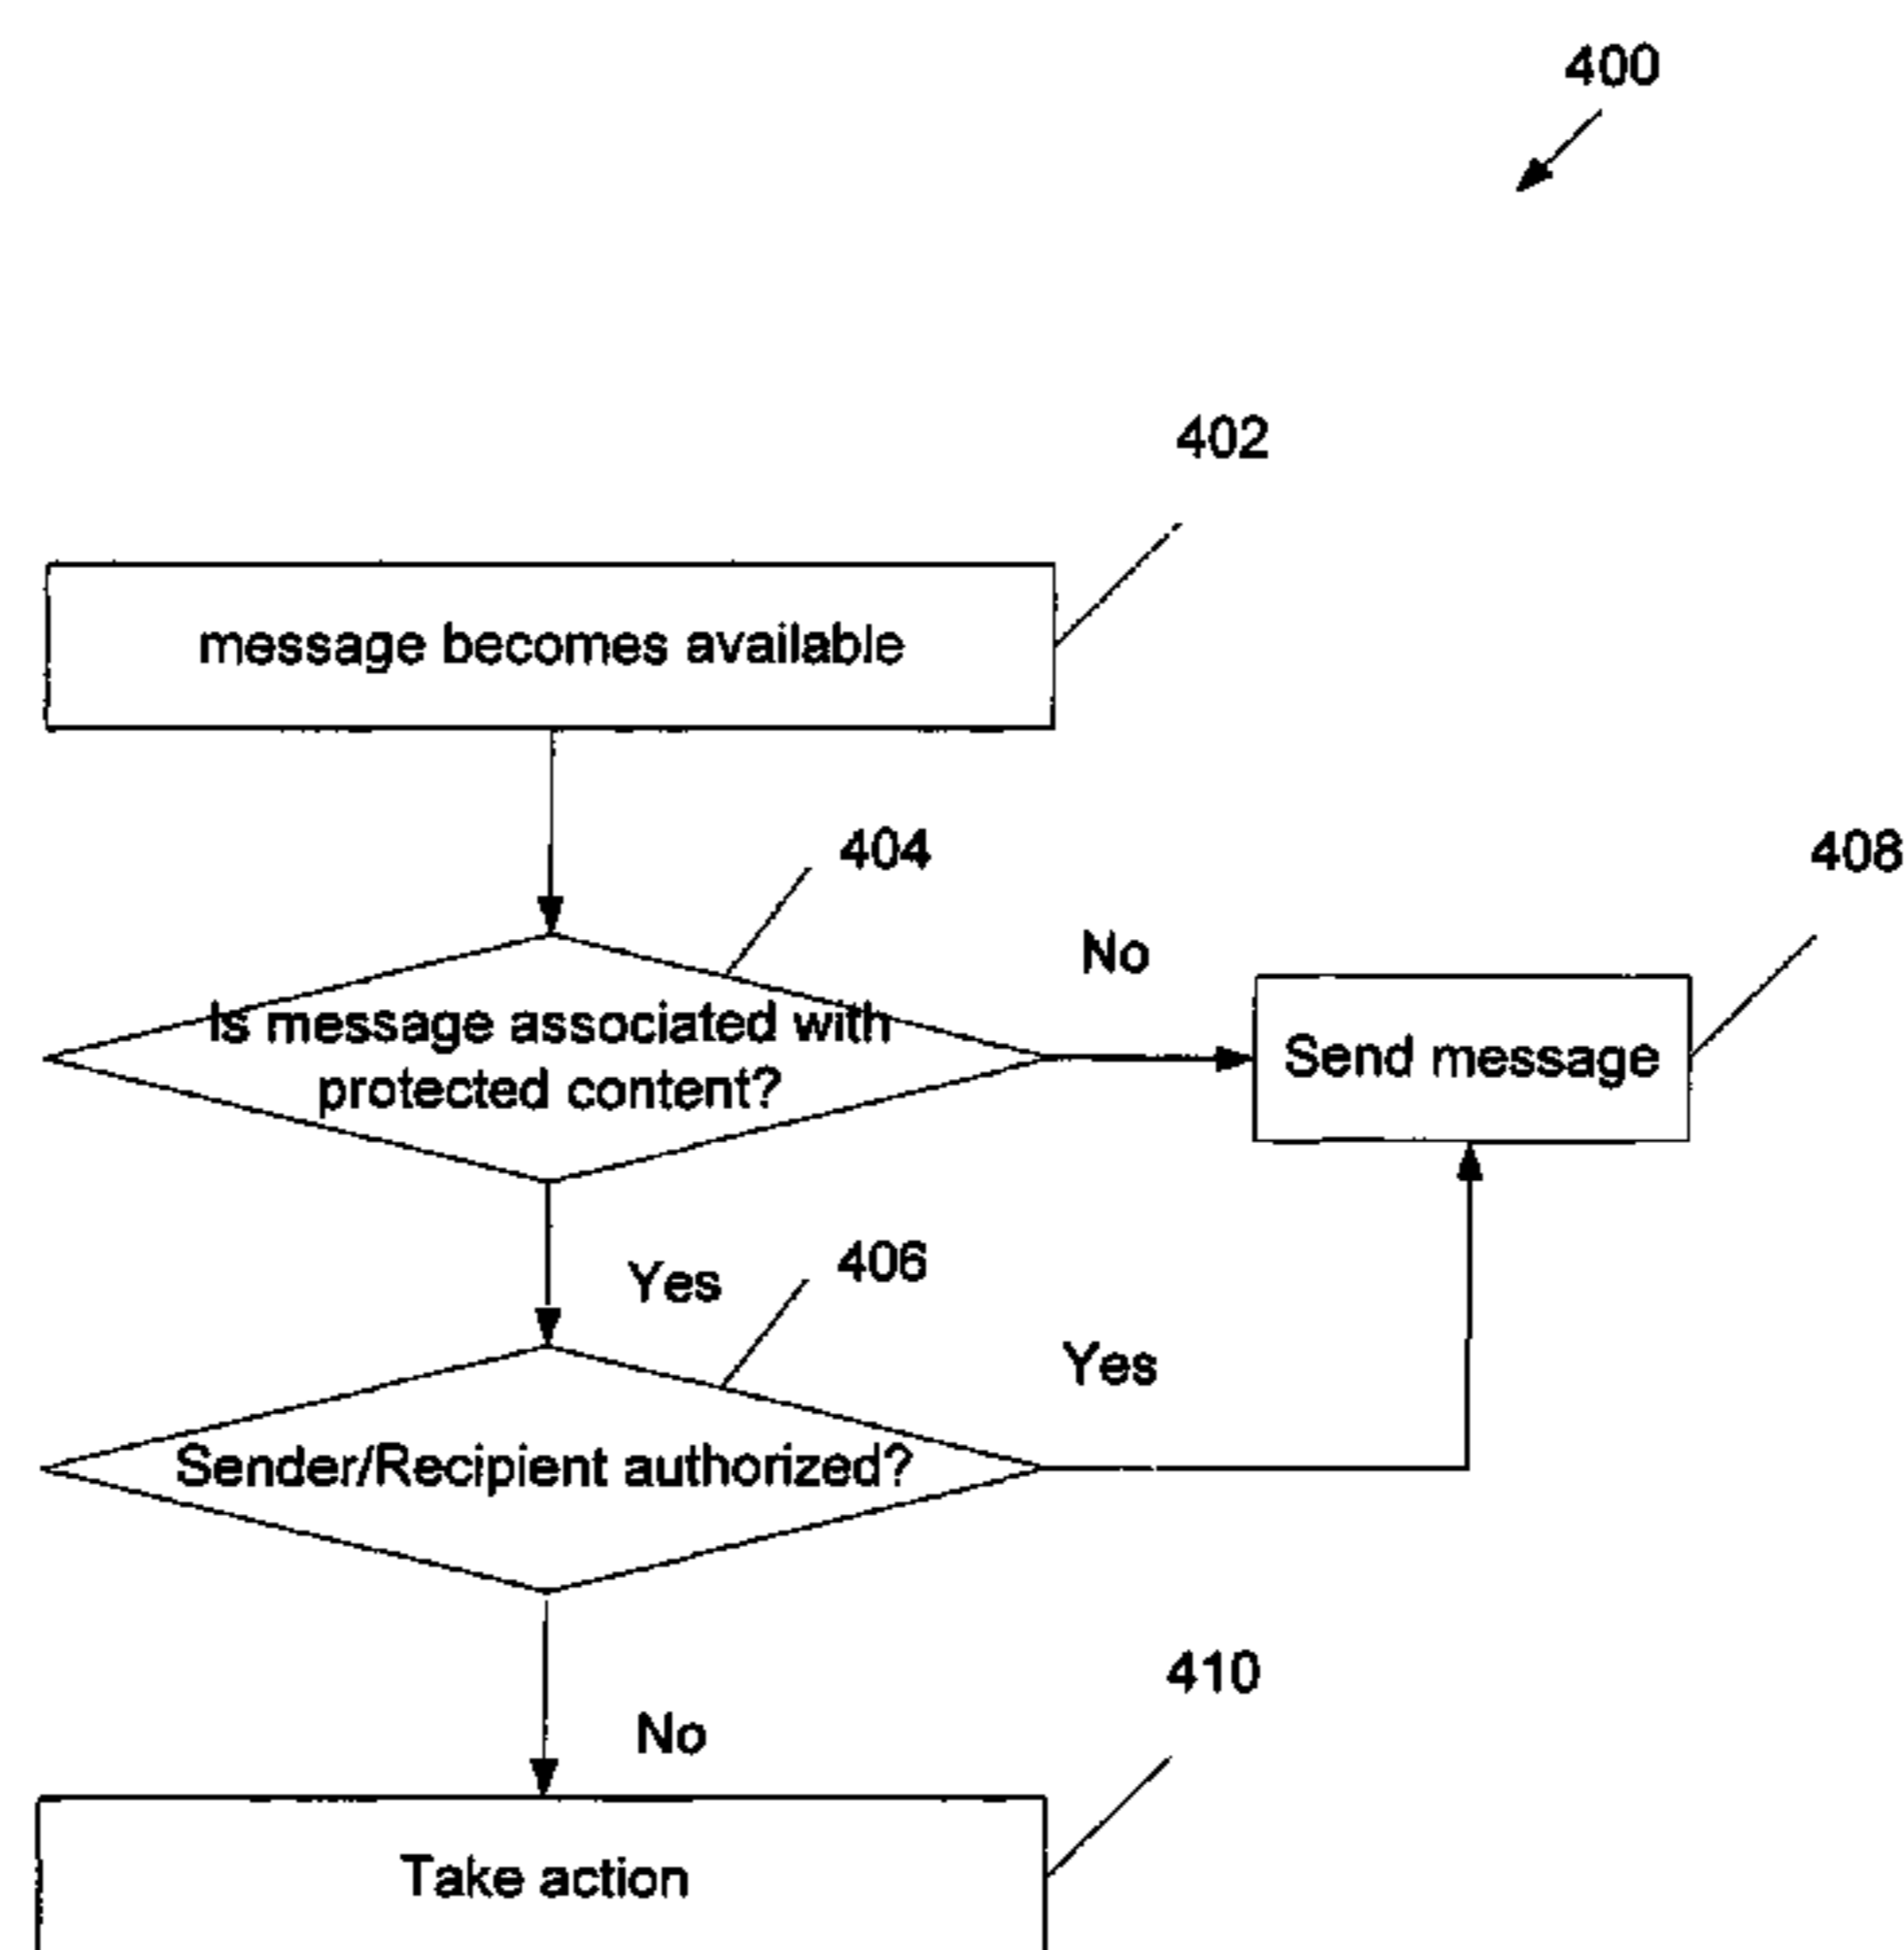 400
402
message becomes available
404
408
No
Is message associated with
protected content?
Send message
406
Yes
Yes
Sender/Recipient authorized?
410
No
Take action